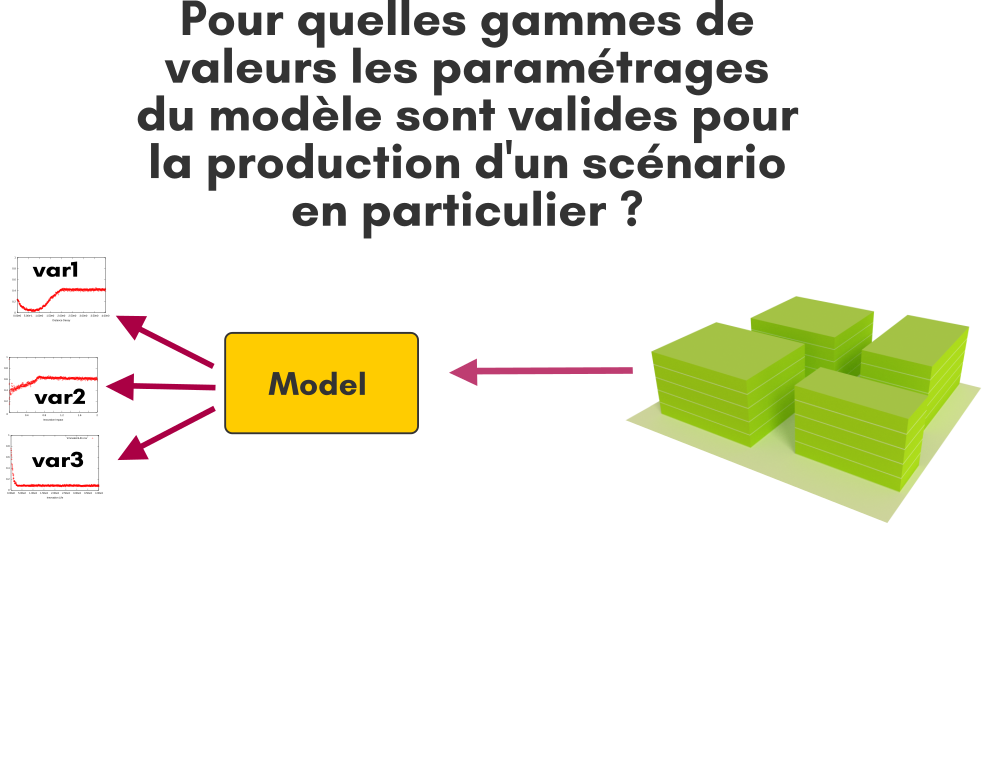 Pour quelles gammes de
valeurs les paramétrages
du modèle sont valides pour
la production d'un scénario
en particulier ?
var1
Model
var2
var3